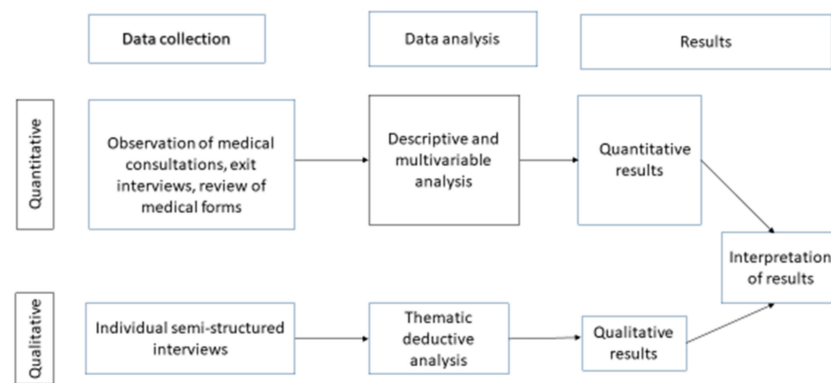 Data collection
Data analysis
Results
Quantitative
Observation of medical
consultations, exit
interviews, review of
medical forms
Descriptive and
multivariable
analysis
Quantitative
results
Interpretation
of results
Qualitative
Individual semi-structured
interviews
Thematic
deductive
analysis
Qualitative
results